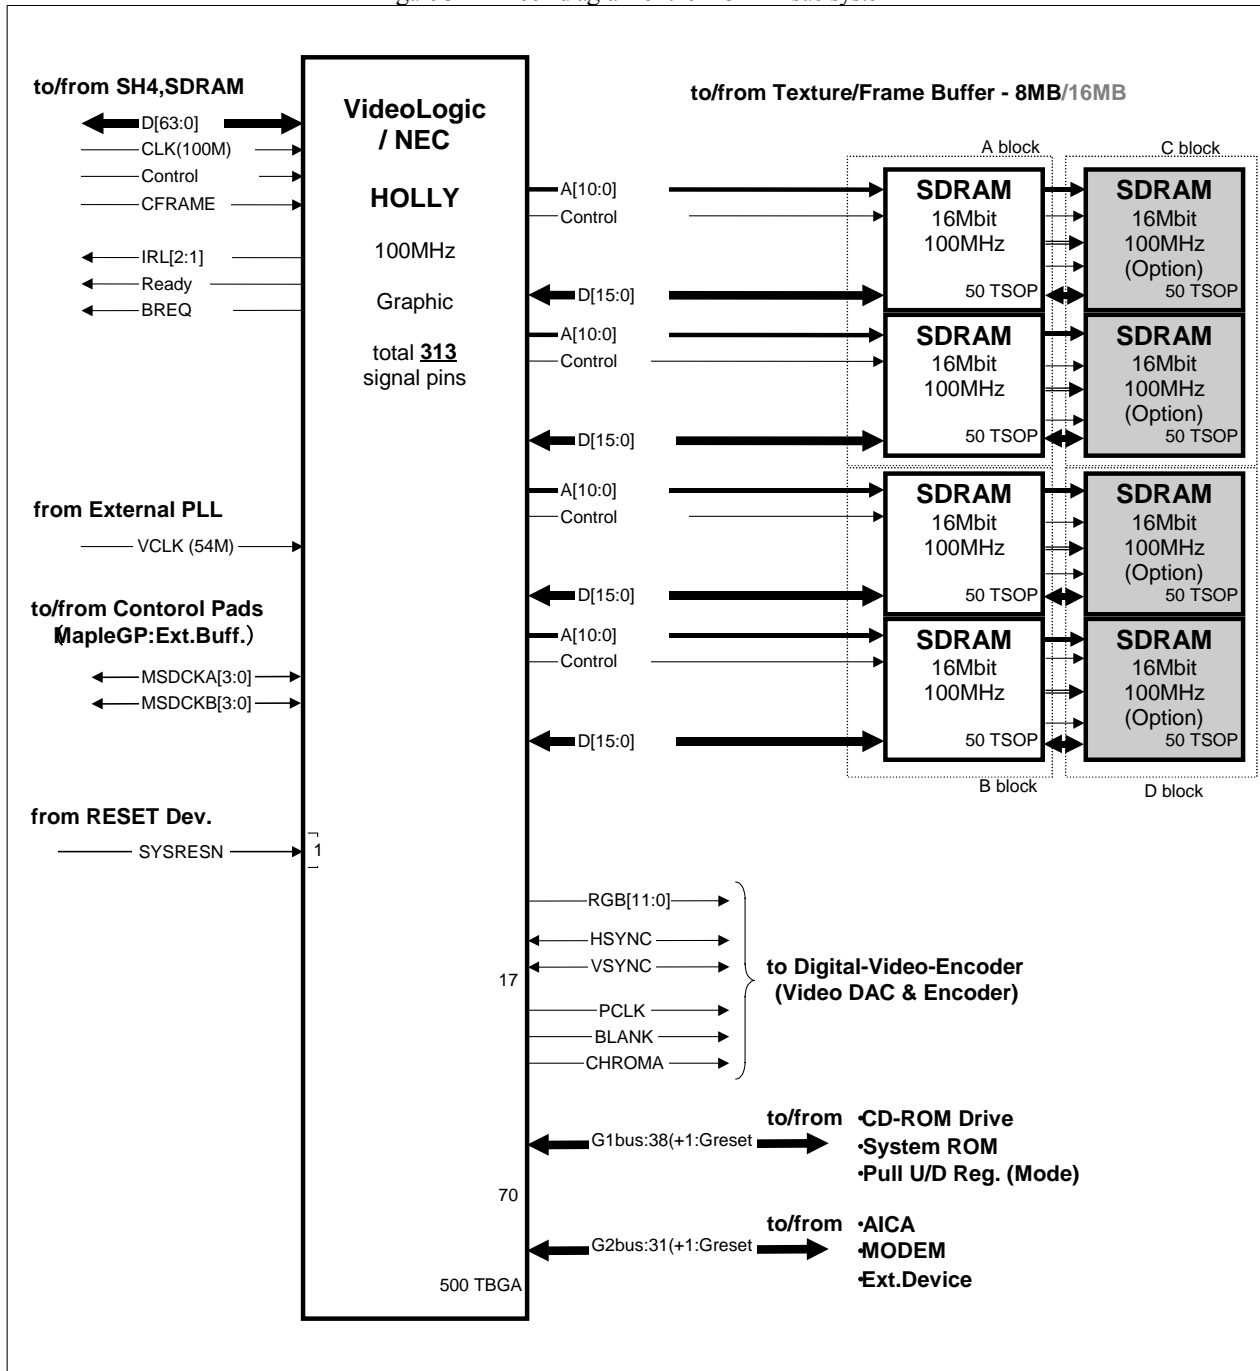 to/from SH4,SDRAM
D[63:0]
CLK(100M)
Control
CFRAME
IRL[2:1]
Ready
BREQ
from External PLL
VCLK (54M)
to/from Contorol Pads
(MapleGP:Ext.Buff.)
MSDCKA[3:0]
MSDCKB[3:0]
from RESET Dev.
SYSRESN
1
VideoLogic
/ NEC
HOLLY
100MHz
Graphic
total 313
signal pins
17
70
500 TBGA
to/from Texture/Frame Buffer - 8MB/16MB
A block
C block
A[10:0]
Control
D[15:0]
SDRAM
16Mbit
100MHz
50 TSOP
SDRAM
16Mbit
100MHz
(Option)
50 TSOP
A[10:0]
Control
D[15:0]
SDRAM
16Mbit
100MHz
50 TSOP
SDRAM
16Mbit
100MHz
(Option)
50 TSOP
A[10:0]
Control
D[15:0]
SDRAM
16Mbit
100MHz
50 TSOP
SDRAM
16Mbit
100MHz
(Option)
50 TSOP
A[10:0]
Control
D[15:0]
SDRAM
16Mbit
100MHz
50 TSOP
SDRAM
16Mbit
100MHz
(Option)
50 TSOP
B block
D block
RGB[11:0]
HSYNC
VSYNC
PCLK
BLANK
CHROMA
to Digital-Video-Encoder
(Video DAC & Encoder)
G1bus:38(+1:Greset
to/from
•CD-ROM Drive
•System ROM
•Pull U/D Reg. (Mode)
G2bus:31(+1:Greset
to/from
•AICA
•MODEM
•Ext.Device